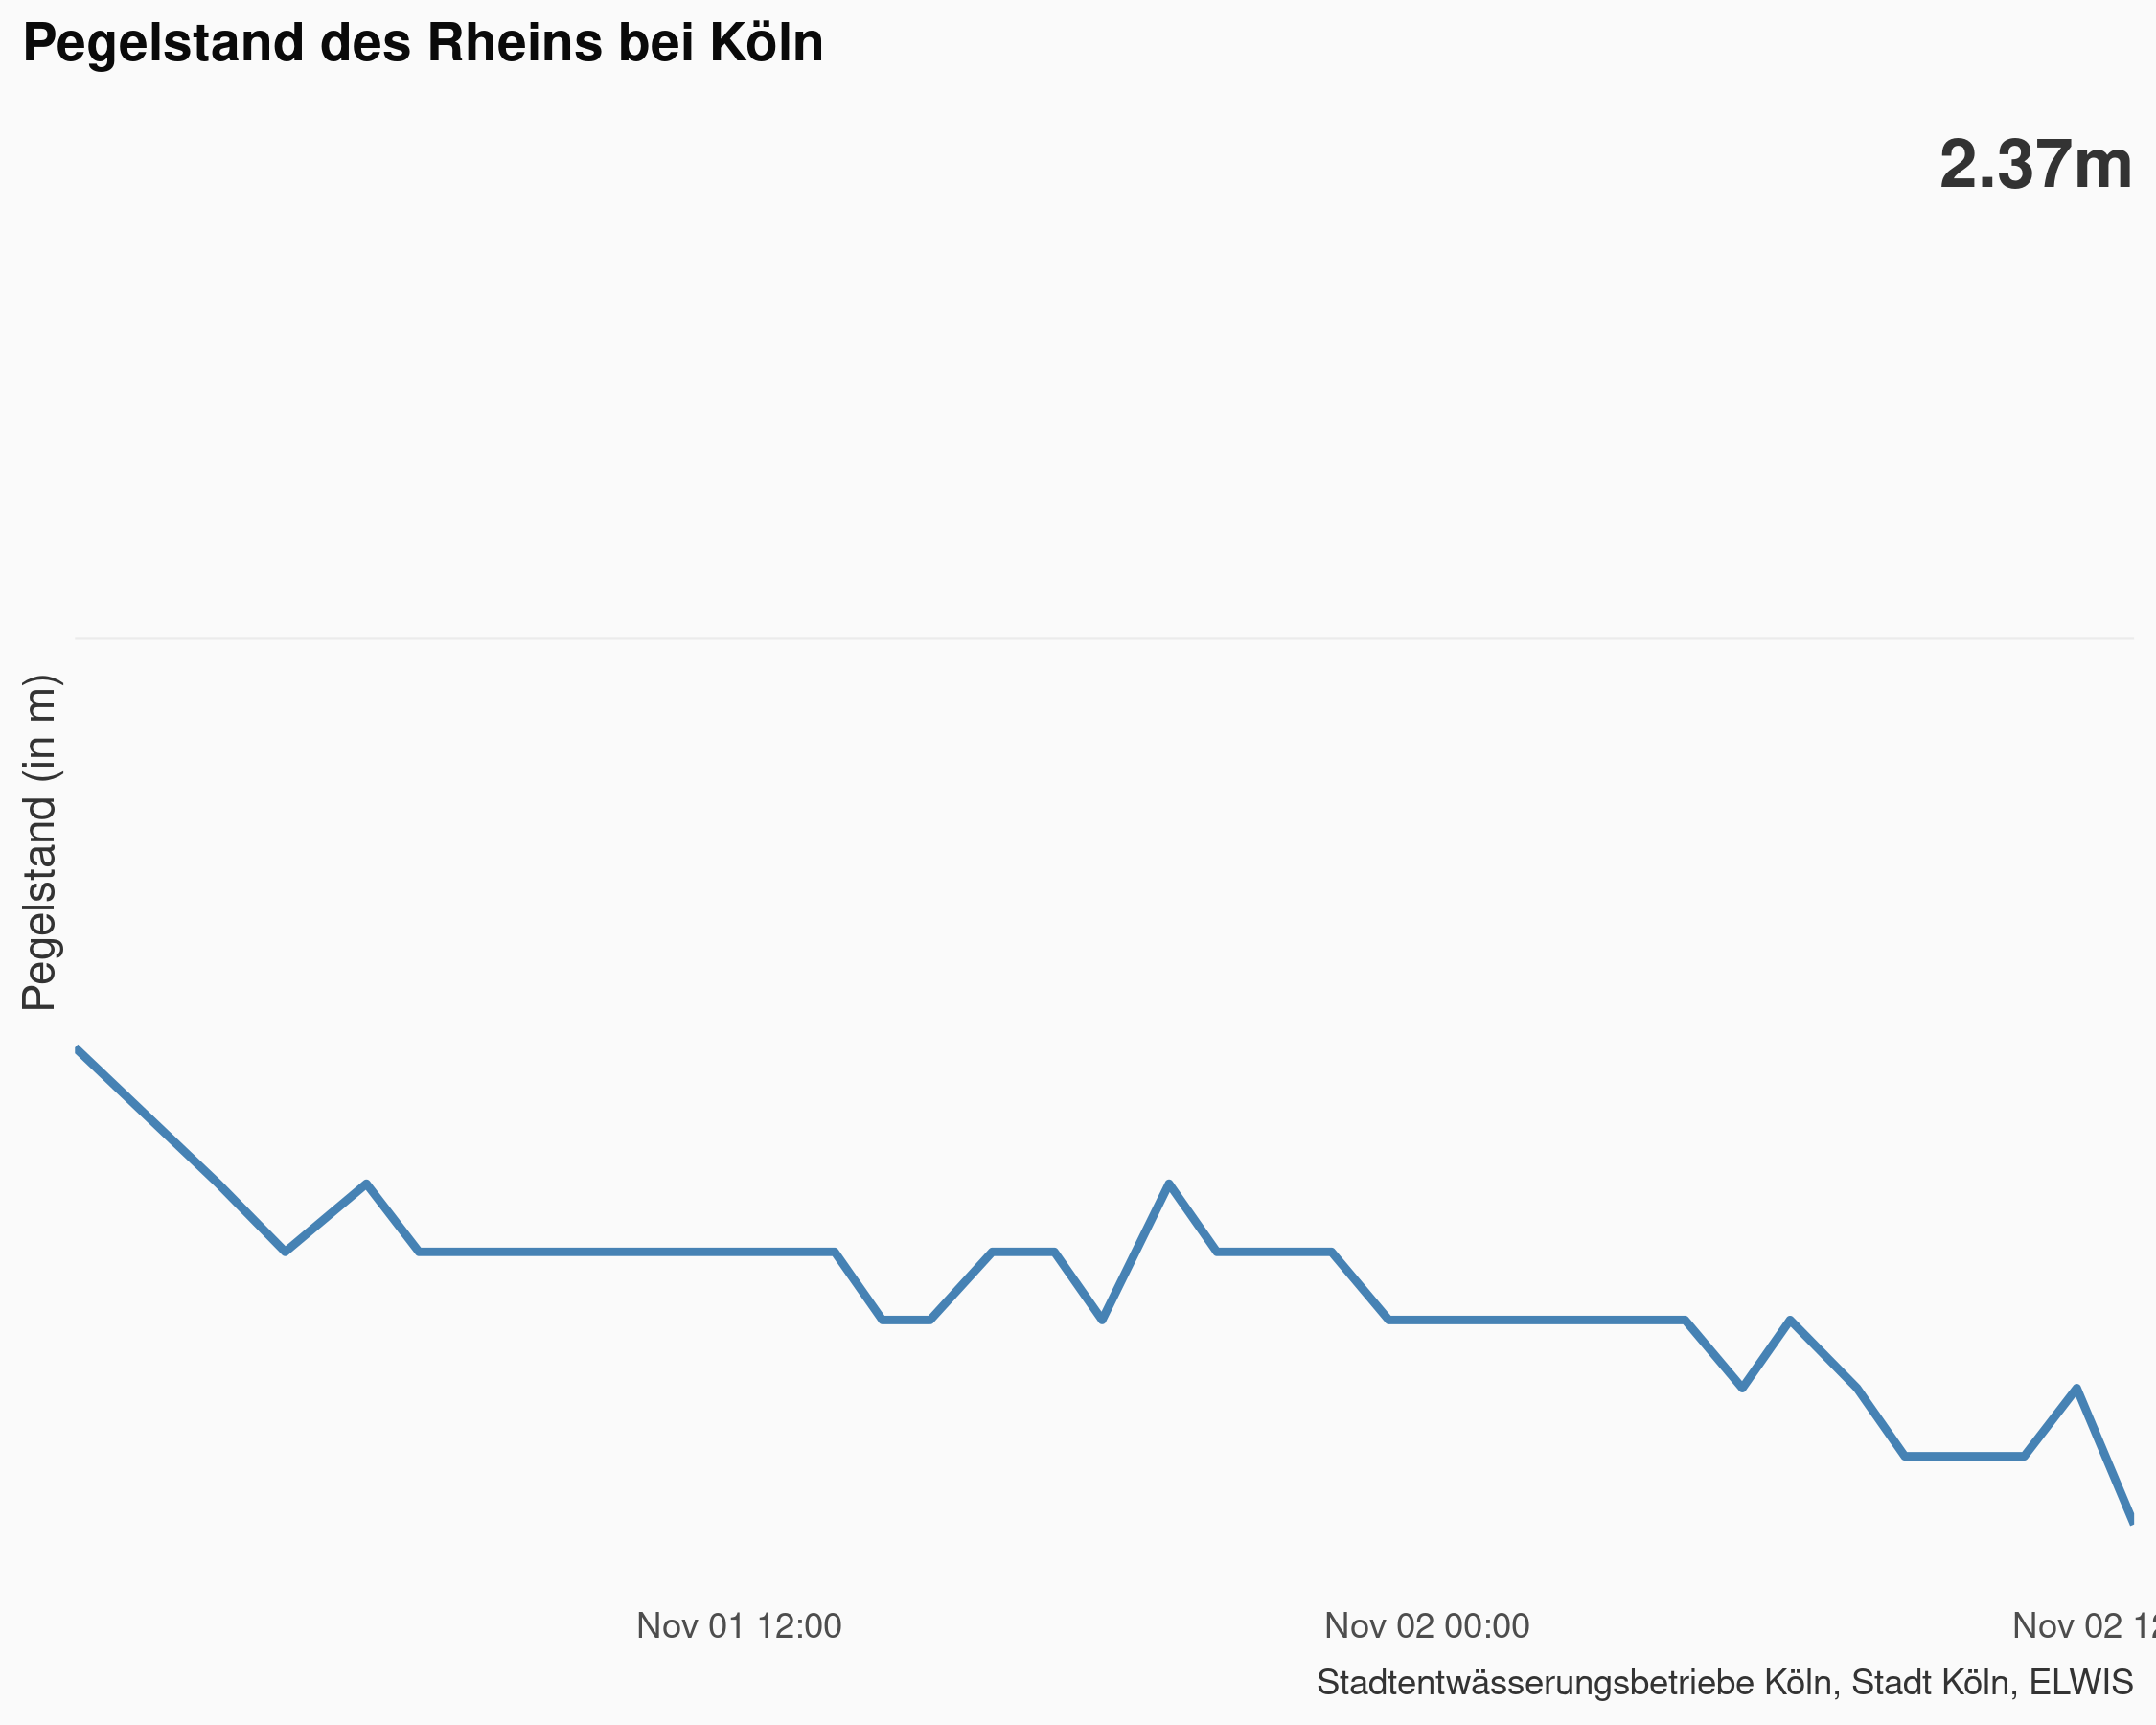 Pegelstand des Rheins bei Köln
2.37m
Pegelstand (in m)
Nov 01 12:00
Nov 02 00:00
Nov 02 12
Stadtentwässerungsbetriebe Köln, Stadt Köln, ELWIS